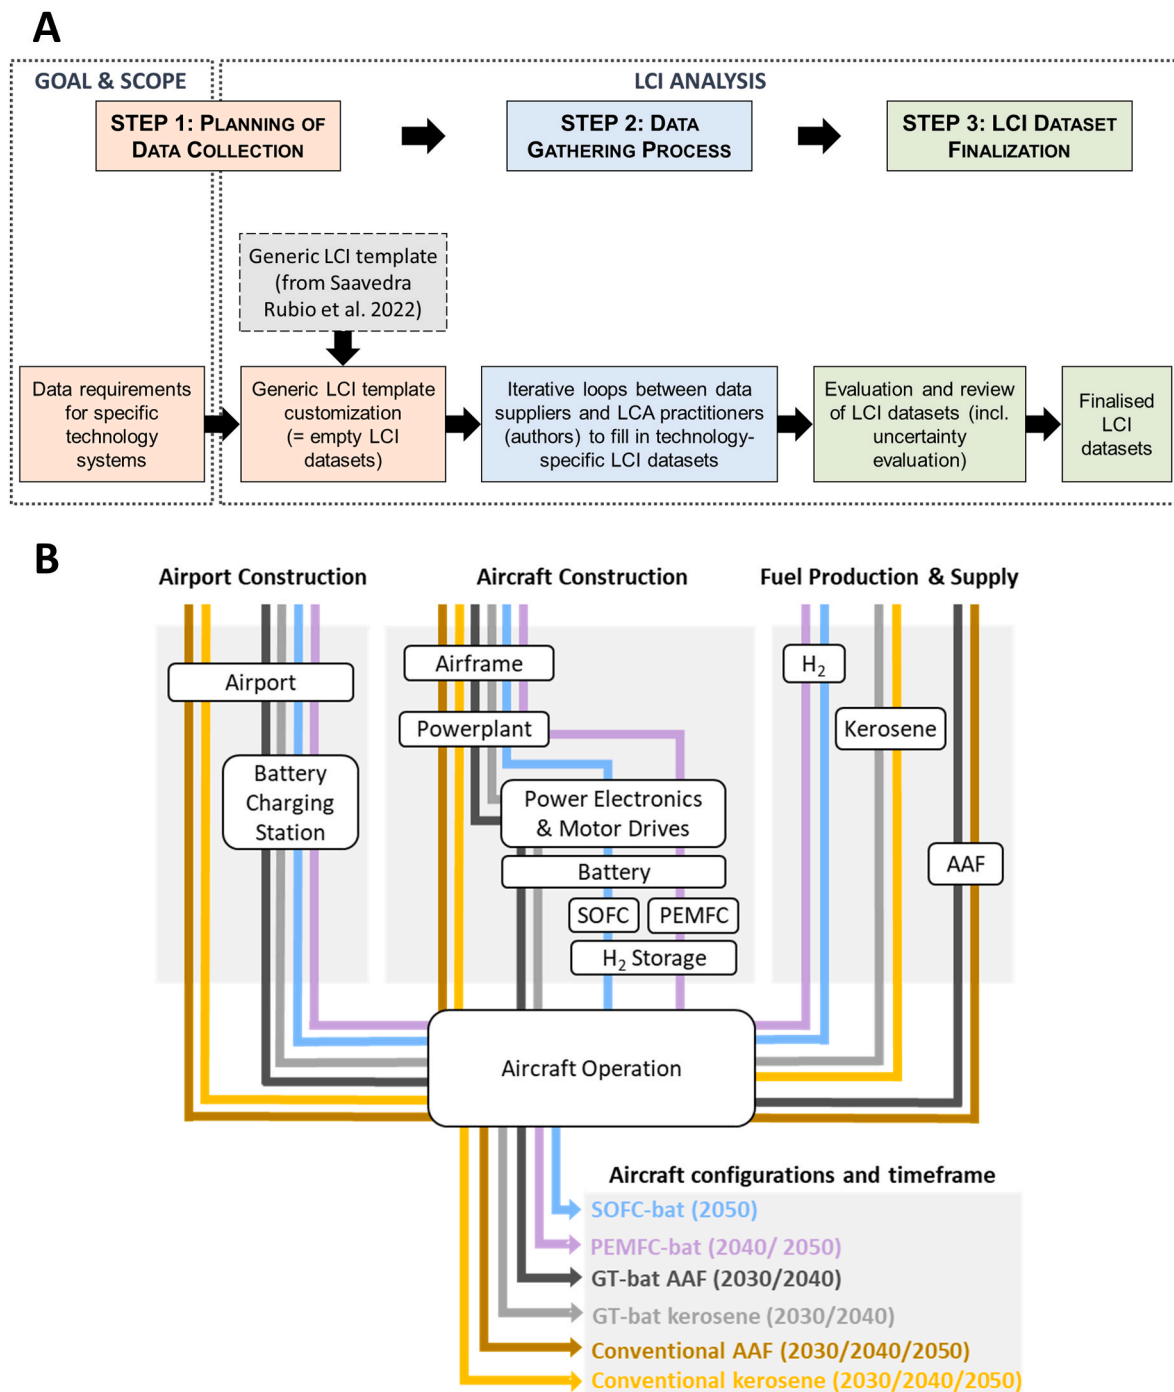 A
GOAL & SCOPE
LCI ANALYSIS
STEP 1: PLANNING OF
DATA COLLECTION
STEP 2: DATA
GATHERING PROCESS
STEP 3: LCI DATASET
FINALIZATION
Generic LCI template
(from Saavedra
Rubio et al. 2022)
Data requirements
for specific
technology
systems
Generic LCI template
customization
(= empty LCI
datasets)
Iterative loops between data
suppliers and LCA practitioners
(authors) to fill in technology-
specific LCI datasets
Evaluation and review
of LCI datasets (incl.
uncertainty
evaluation)
Finalised
LCI
datasets
B
Airport Construction
Aircraft Construction
Fuel Production & Supply
Airport
Battery
Charging
Station
Airframe
Powerplant
Power Electronics
& Motor Drives
Battery
SOFC
PEMFC
H2 Storage
H2
Kerosene
AAF
Aircraft Operation
Aircraft configurations and timeframe
SOFC-bat (2050)
PEMFC-bat (2040/ 2050)
GT-bat AAF (2030/2040)
GT-bat kerosene (2030/2040)
Conventional AAF (2030/2040/2050)
Conventional kerosene (2030/2040/2050)